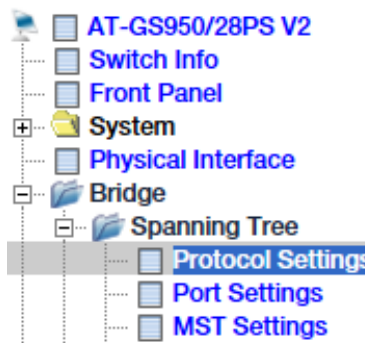 AT-GS950/28PS V2
Switch Info
Front Panel
System
Physical Interface
Bridge
Spanning Tree
Protocol Settings
Port Settings
MST Settings